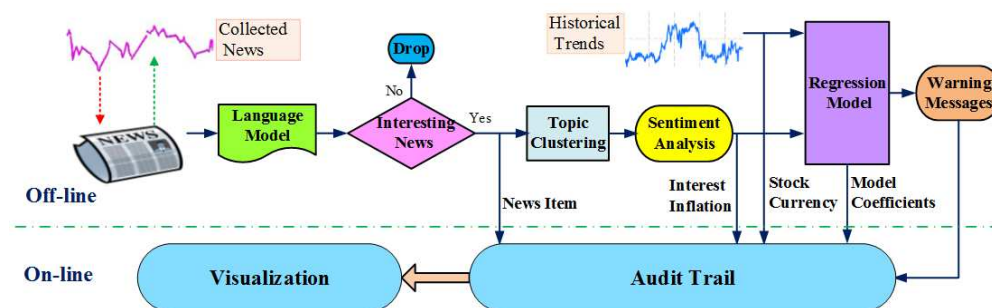 Collected
News
Historical
Trends
Drop
No
NEWS
Language
Model
Interesting
News
Yes
Topic
Clustering
Sentiment
Analysis
Regression
Model
Warning
Messages
Off-line
News Item
Interest
Inflation
Stock
Currency
Model
Coefficients
On-line
Visualization
Audit Trail